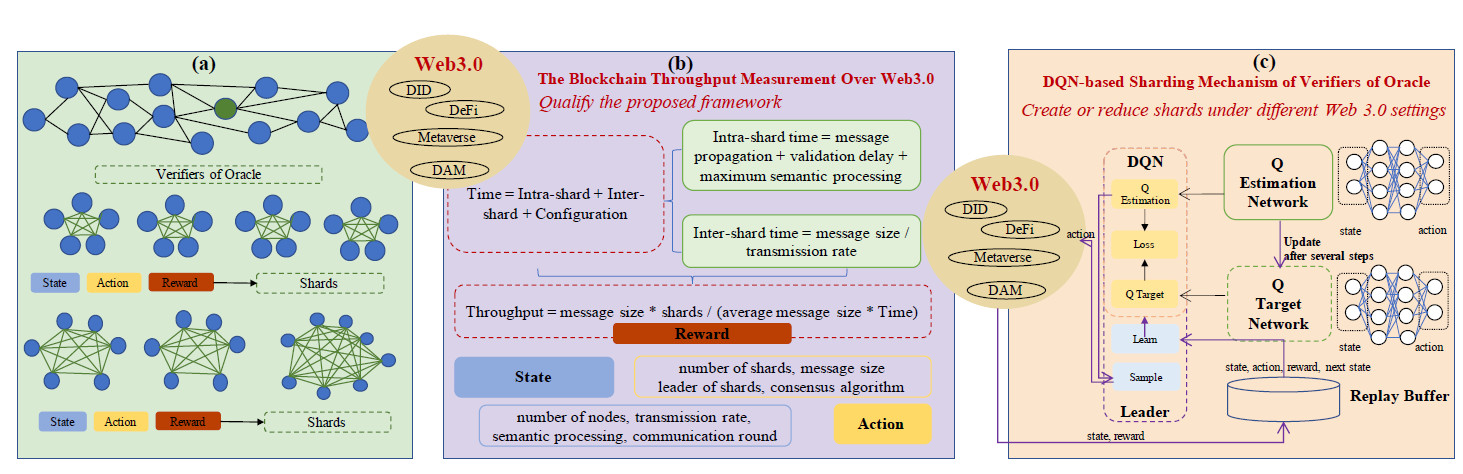 (a)
Verifiers of Oracle
State
Action
Reward
Shards
State
Action
Reward
Shards
Web3.0
DID
DeFi
Metaverse
DAM
(b)
The Blockchain Throughput Measurement Over Web3.0
Qualify the proposed framework
Time = Intra-shard + Inter-
shard + Configuration
Intra-shard time = message
propagation + validation delay +
maximum semantic processing
Inter-shard time = message size /
transmission rate
Throughput = message size * shards / (average message size * Time)
Reward
State
number of shards, message size
leader of shards, consensus algorithm
number of nodes, transmission rate,
semantic processing, communication round
Action
Web3.0
DID
DeFi
Metaverse
DAM
(c)
DQN-based Sharding Mechanism of Verifiers of Oracle
Create or reduce shards under different Web 3.0 settings
DQN
Q
Estimation
Loss
Q Target
Learn
Sample
Leader
action
Q
Estimation
Network
state
action
Update
after several steps
Q
Target
Network
state
action
state, action, reward, next state
Replay Buffer
state, reward